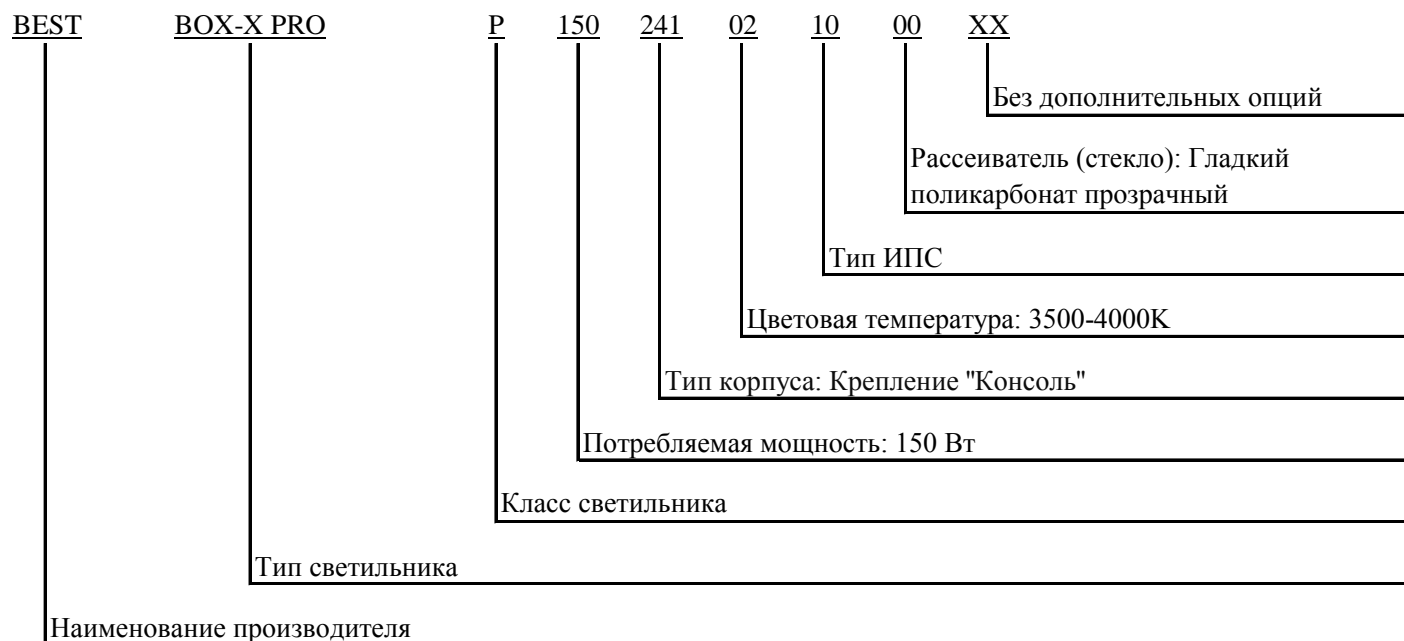 BEST BOX-X PRO P 150 241 02 10 00 XX
Без дополнительных опций
Рассеиватель (стекло): Гладкий
поликарбонат прозрачный
Тип ИПС
Цветовая температура: 3500-4000К
Тип корпуса: Крепление "Консоль"
Потребляемая мощность: 150 Вт
Класс светильника
Тип светильника
Наименование производителя